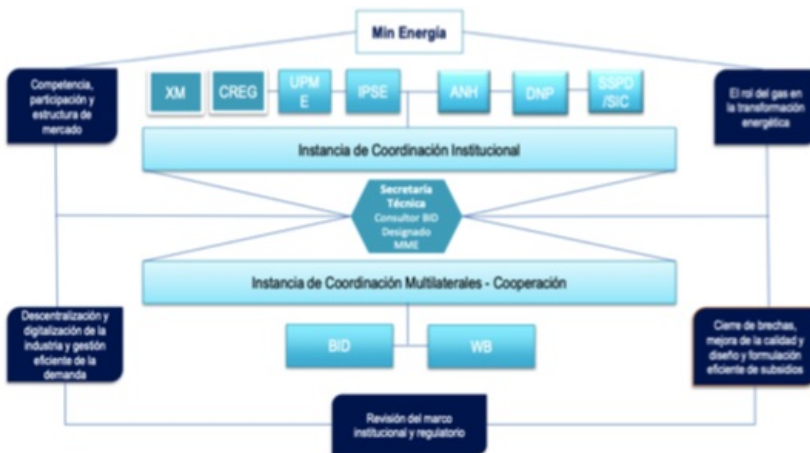 Min Energía
Competencia,
participación y
estructura de
mercado
XM
CREG
UPM
E
IPSE
ANH
DNP
SSPD
/SIC
El rol del gas en
la transformación
energética
Instancia de Coordinación Institucional
Secretaría
Técnica
Consultor BID
Designado
MME
Instancia de Coordinación Multilaterales - Cooperación
Descentralización y
digitalización de la
industria y gestión
eficiente de la
demanda
BID
WB
Cierre de brechas,
mejora de la calidad y
diseño y formulación
eficiente de subsidios
Revisión del marco
institucional y regulatorio